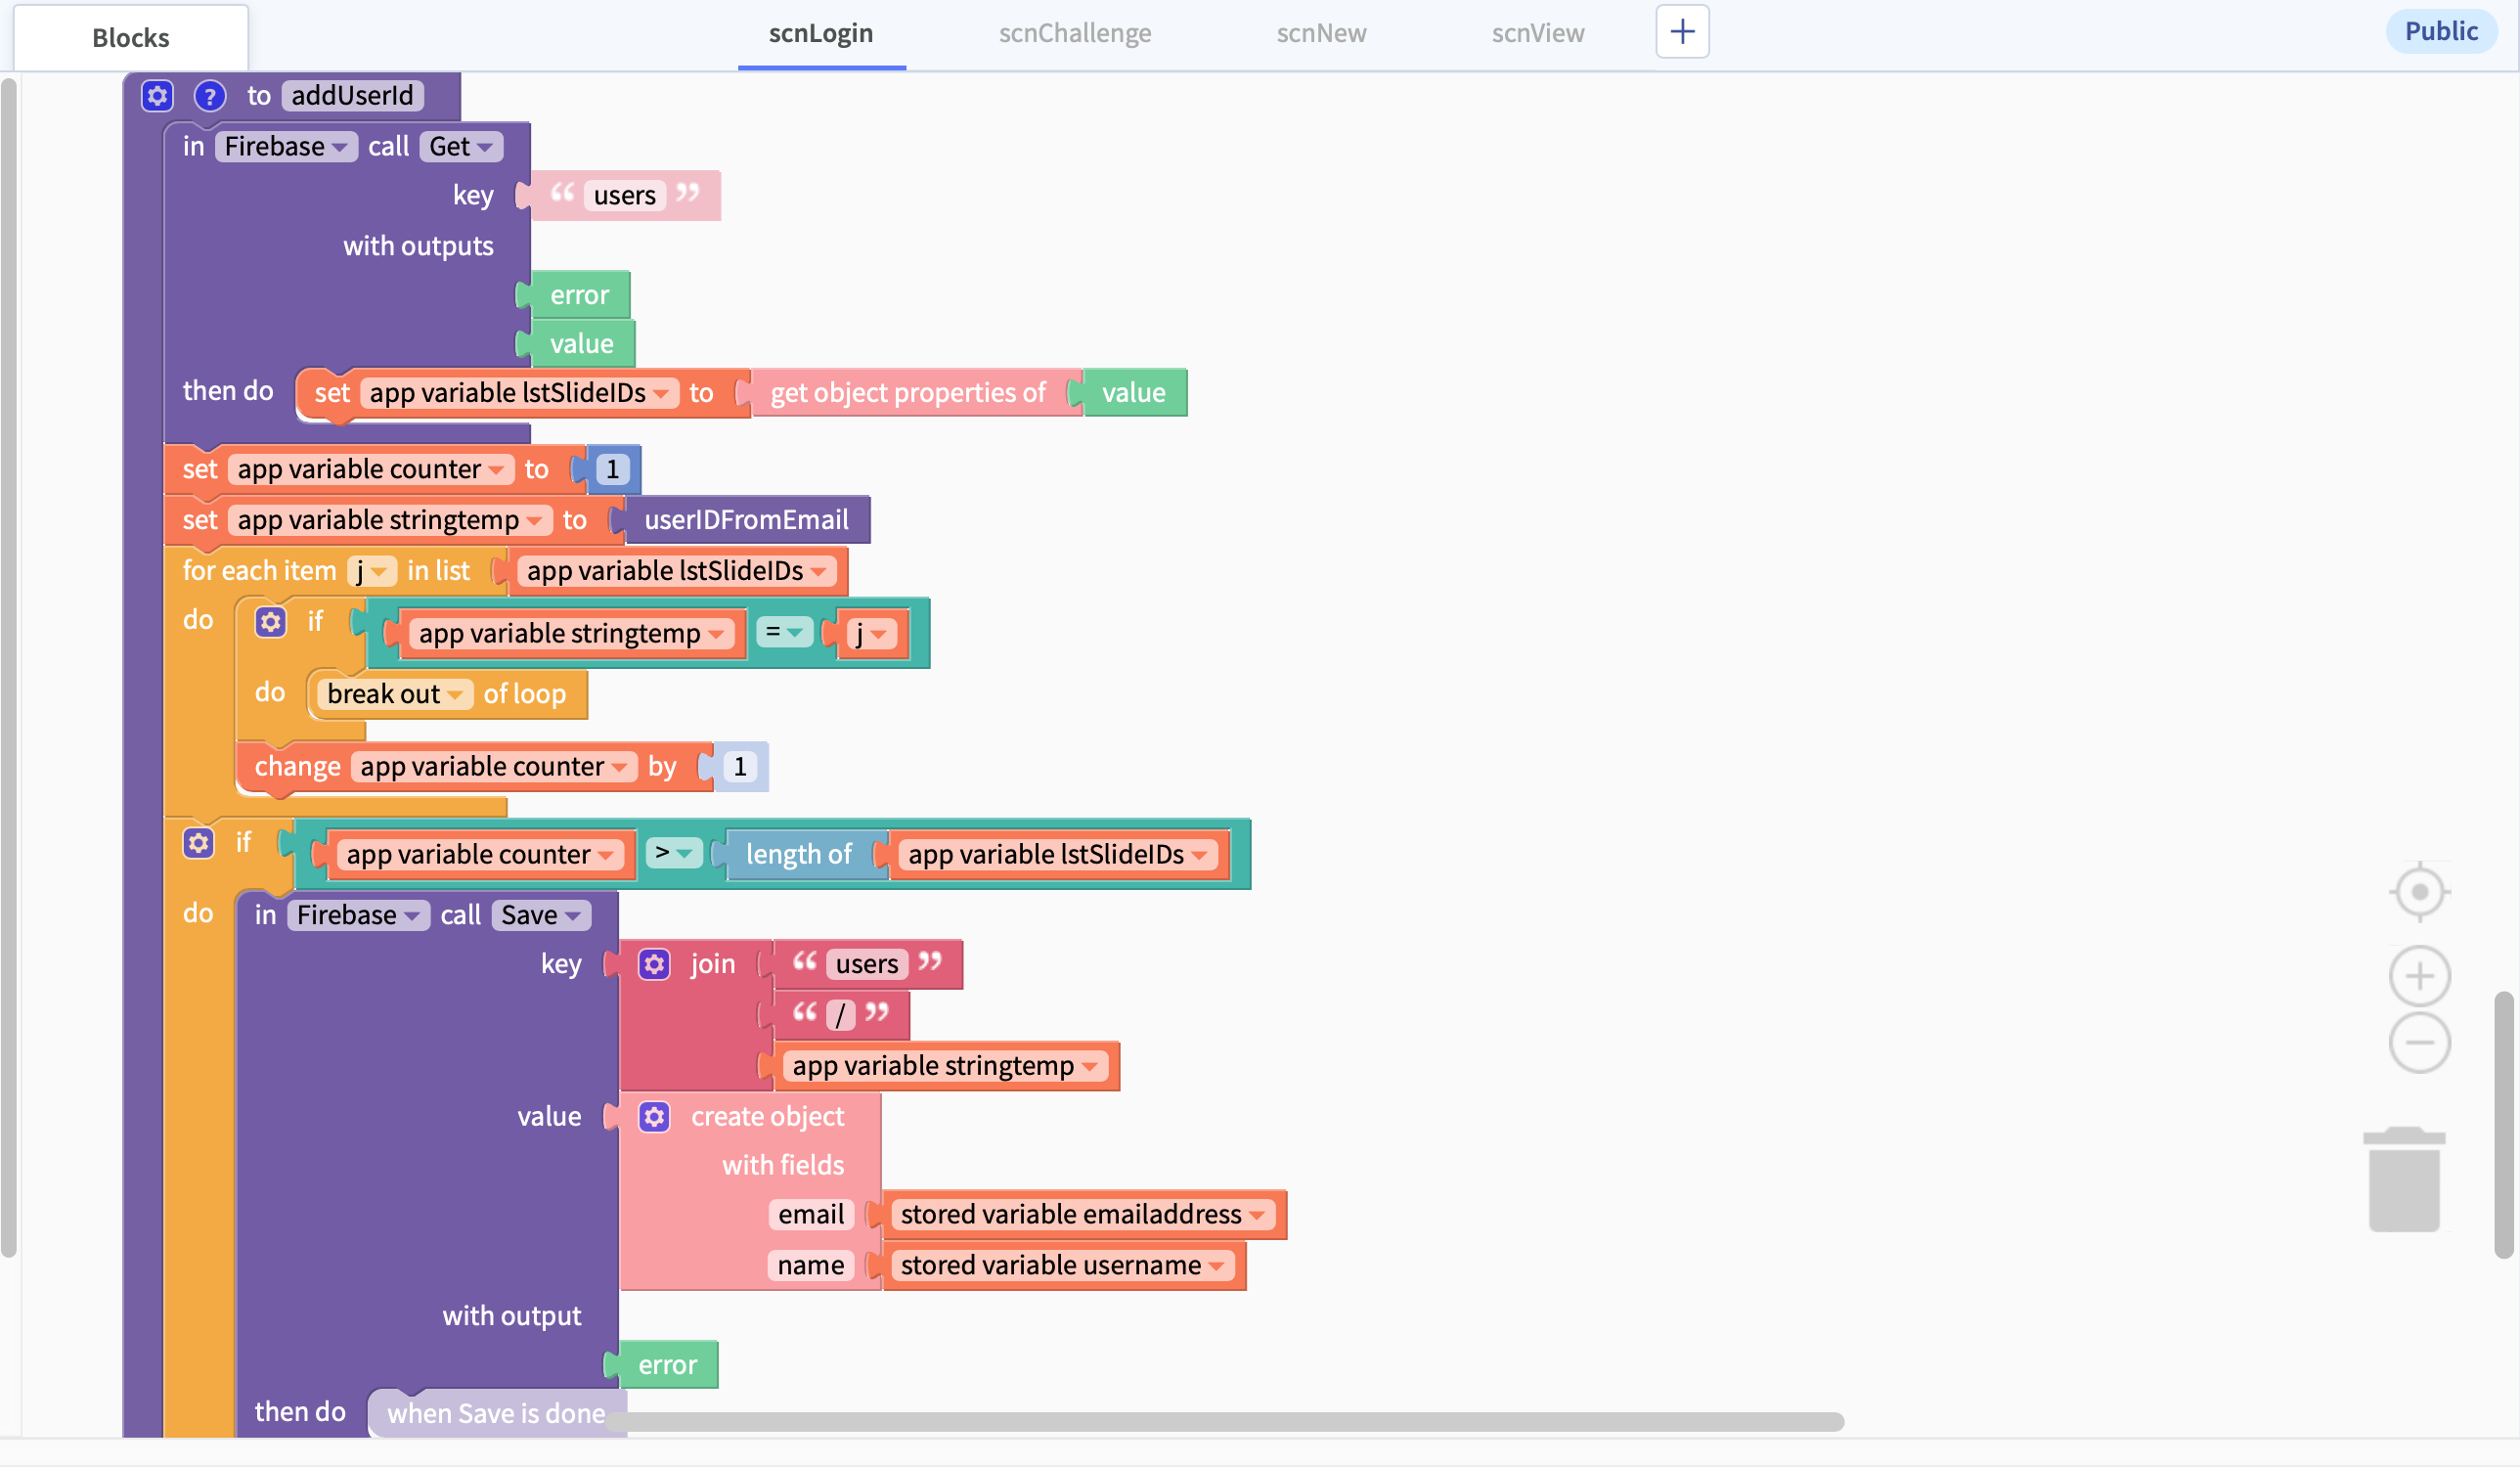 Blocks
scnLogin scnChallenge scnNew scnView + Public
? to addUserId
in Firebase call Get
key “ users ”
with outputs
error
value
then do set app variable lstSlideIDs to get object properties of value
set app variable counter to 1
set app variable stringtemp to userIDFromEmail
for each item j in list app variable lstSlideIDs
do if app variable stringtemp = j
do break out of loop
change app variable counter by 1
if app variable counter > length of app variable lstSlideIDs
do in Firebase call Save
key join “ users ”
“ / ”
app variable stringtemp
value create object
with fields
email stored variable emailaddress
name stored variable username
with output
error
then do when Save is done